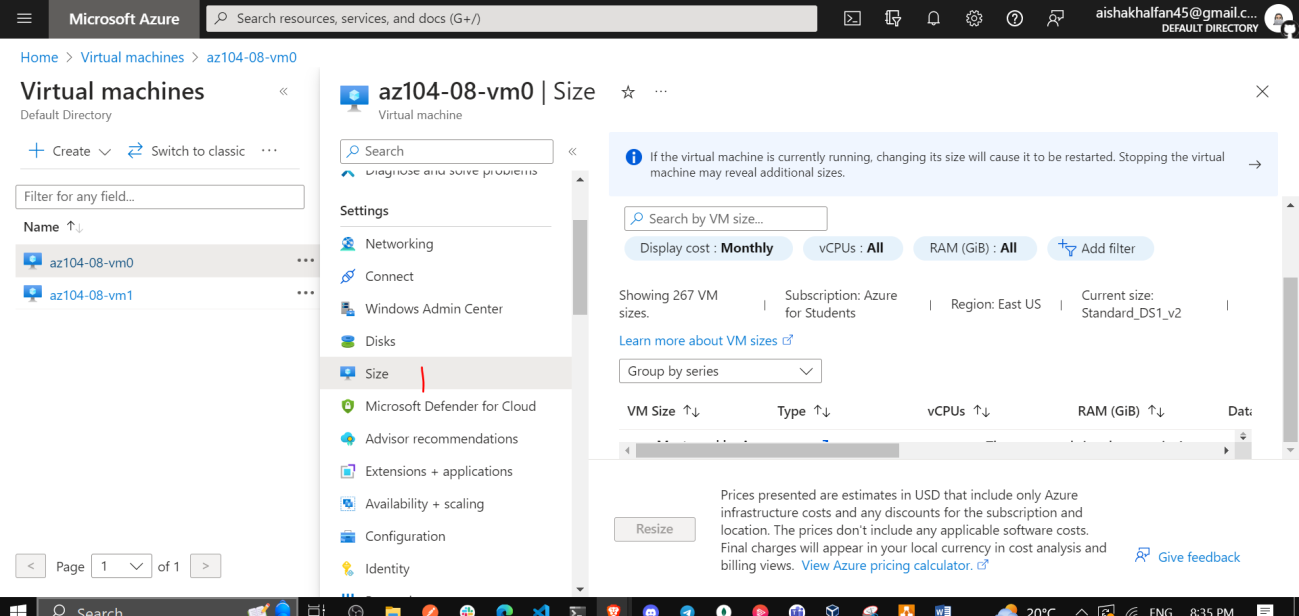 Microsoft Azure
Search resources, services, and docs (G+/)
aishakhalfan45@gmail.c...
DEFAULT DIRECTORY
Home > Virtual machines > az104-08-vm0
Virtual machines
Default Directory
Create
Switch to classic
Filter for any field...
Name
az104-08-vm0
az104-08-vm1
< Page 1 of 1 >
az104-08-vm0 | Size
Virtual machine
Search
Diagnose and solve problems
Settings
Networking
Connect
Windows Admin Center
Disks
Size
Microsoft Defender for Cloud
Advisor recommendations
Extensions + applications
Availability + scaling
Configuration
Identity
If the virtual machine is currently running, changing its size will cause it to be restarted. Stopping the virtual
machine may reveal additional sizes.
Search by VM size...
Display cost : Monthly
vCPUs : All
RAM (GiB) : All
Add filter
Showing 267 VM
sizes.
Subscription: Azure
for Students
Region: East US
Current size:
Standard_DS1_v2
Learn more about VM sizes
Group by series
VM Size
Type
vCPUs
RAM (GiB)
Data
Resize
Prices presented are estimates in USD that include only Azure
infrastructure costs and any discounts for the subscription and
location. The prices don't include any applicable software costs.
Final charges will appear in your local currency in cost analysis and
billing views. View Azure pricing calculator.
Give feedback
Search
20°C
ENG
8:35 PM